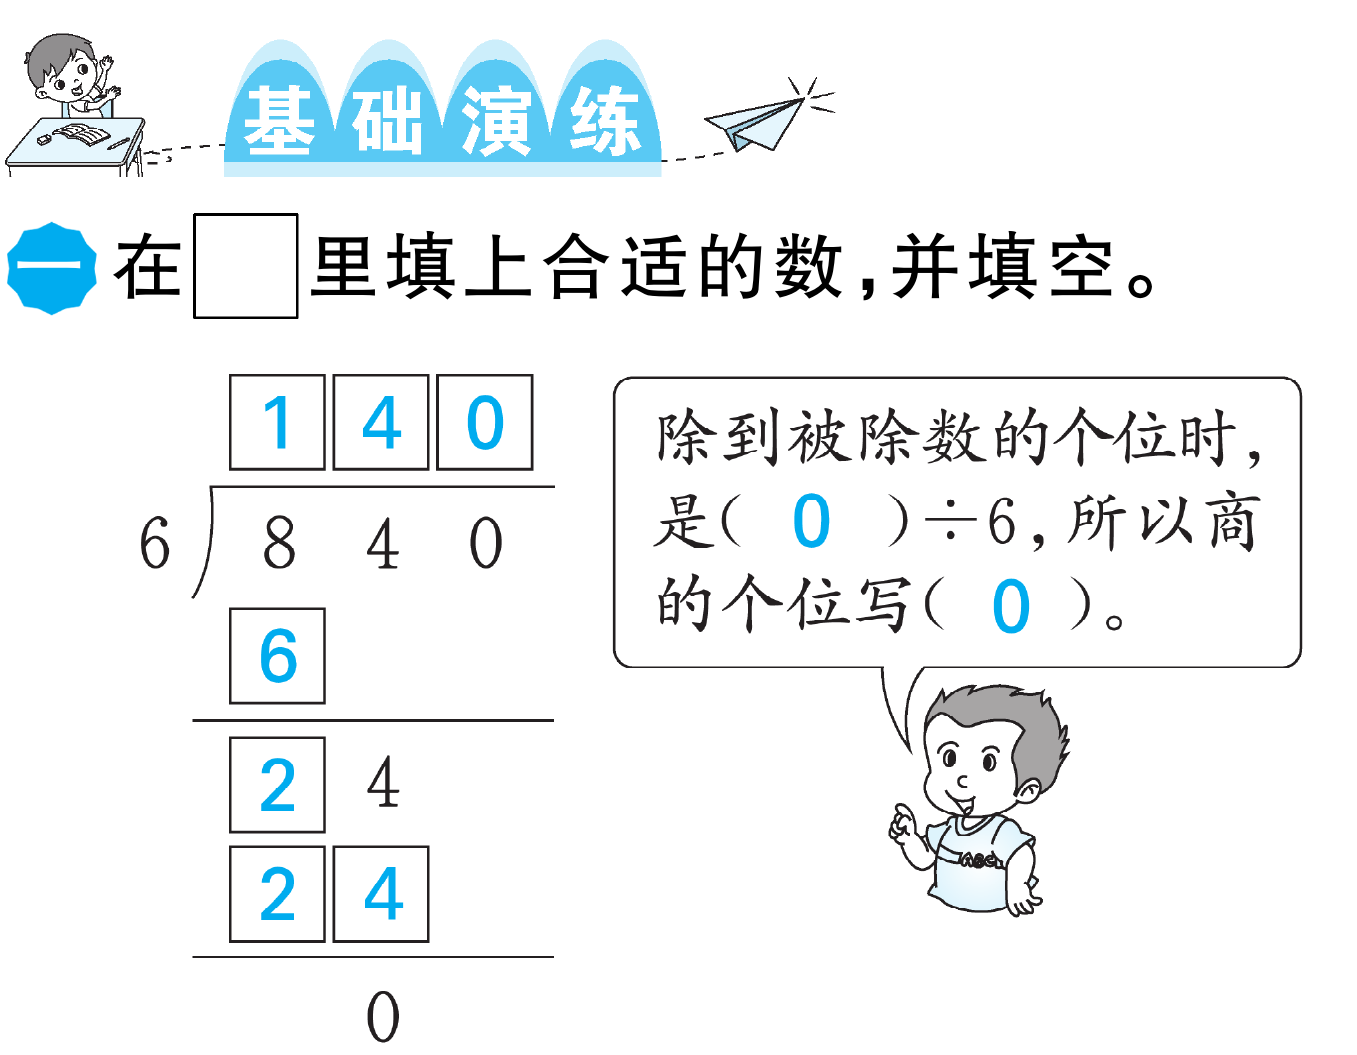 基础演练
一 在□里填上合适的数,并填空。
1 4 0
6 8 4 0
6
2 4
2 4
0
除到被除数的个位时,
是( 0 )÷6,所以商
的个位写( 0 )。
ABC